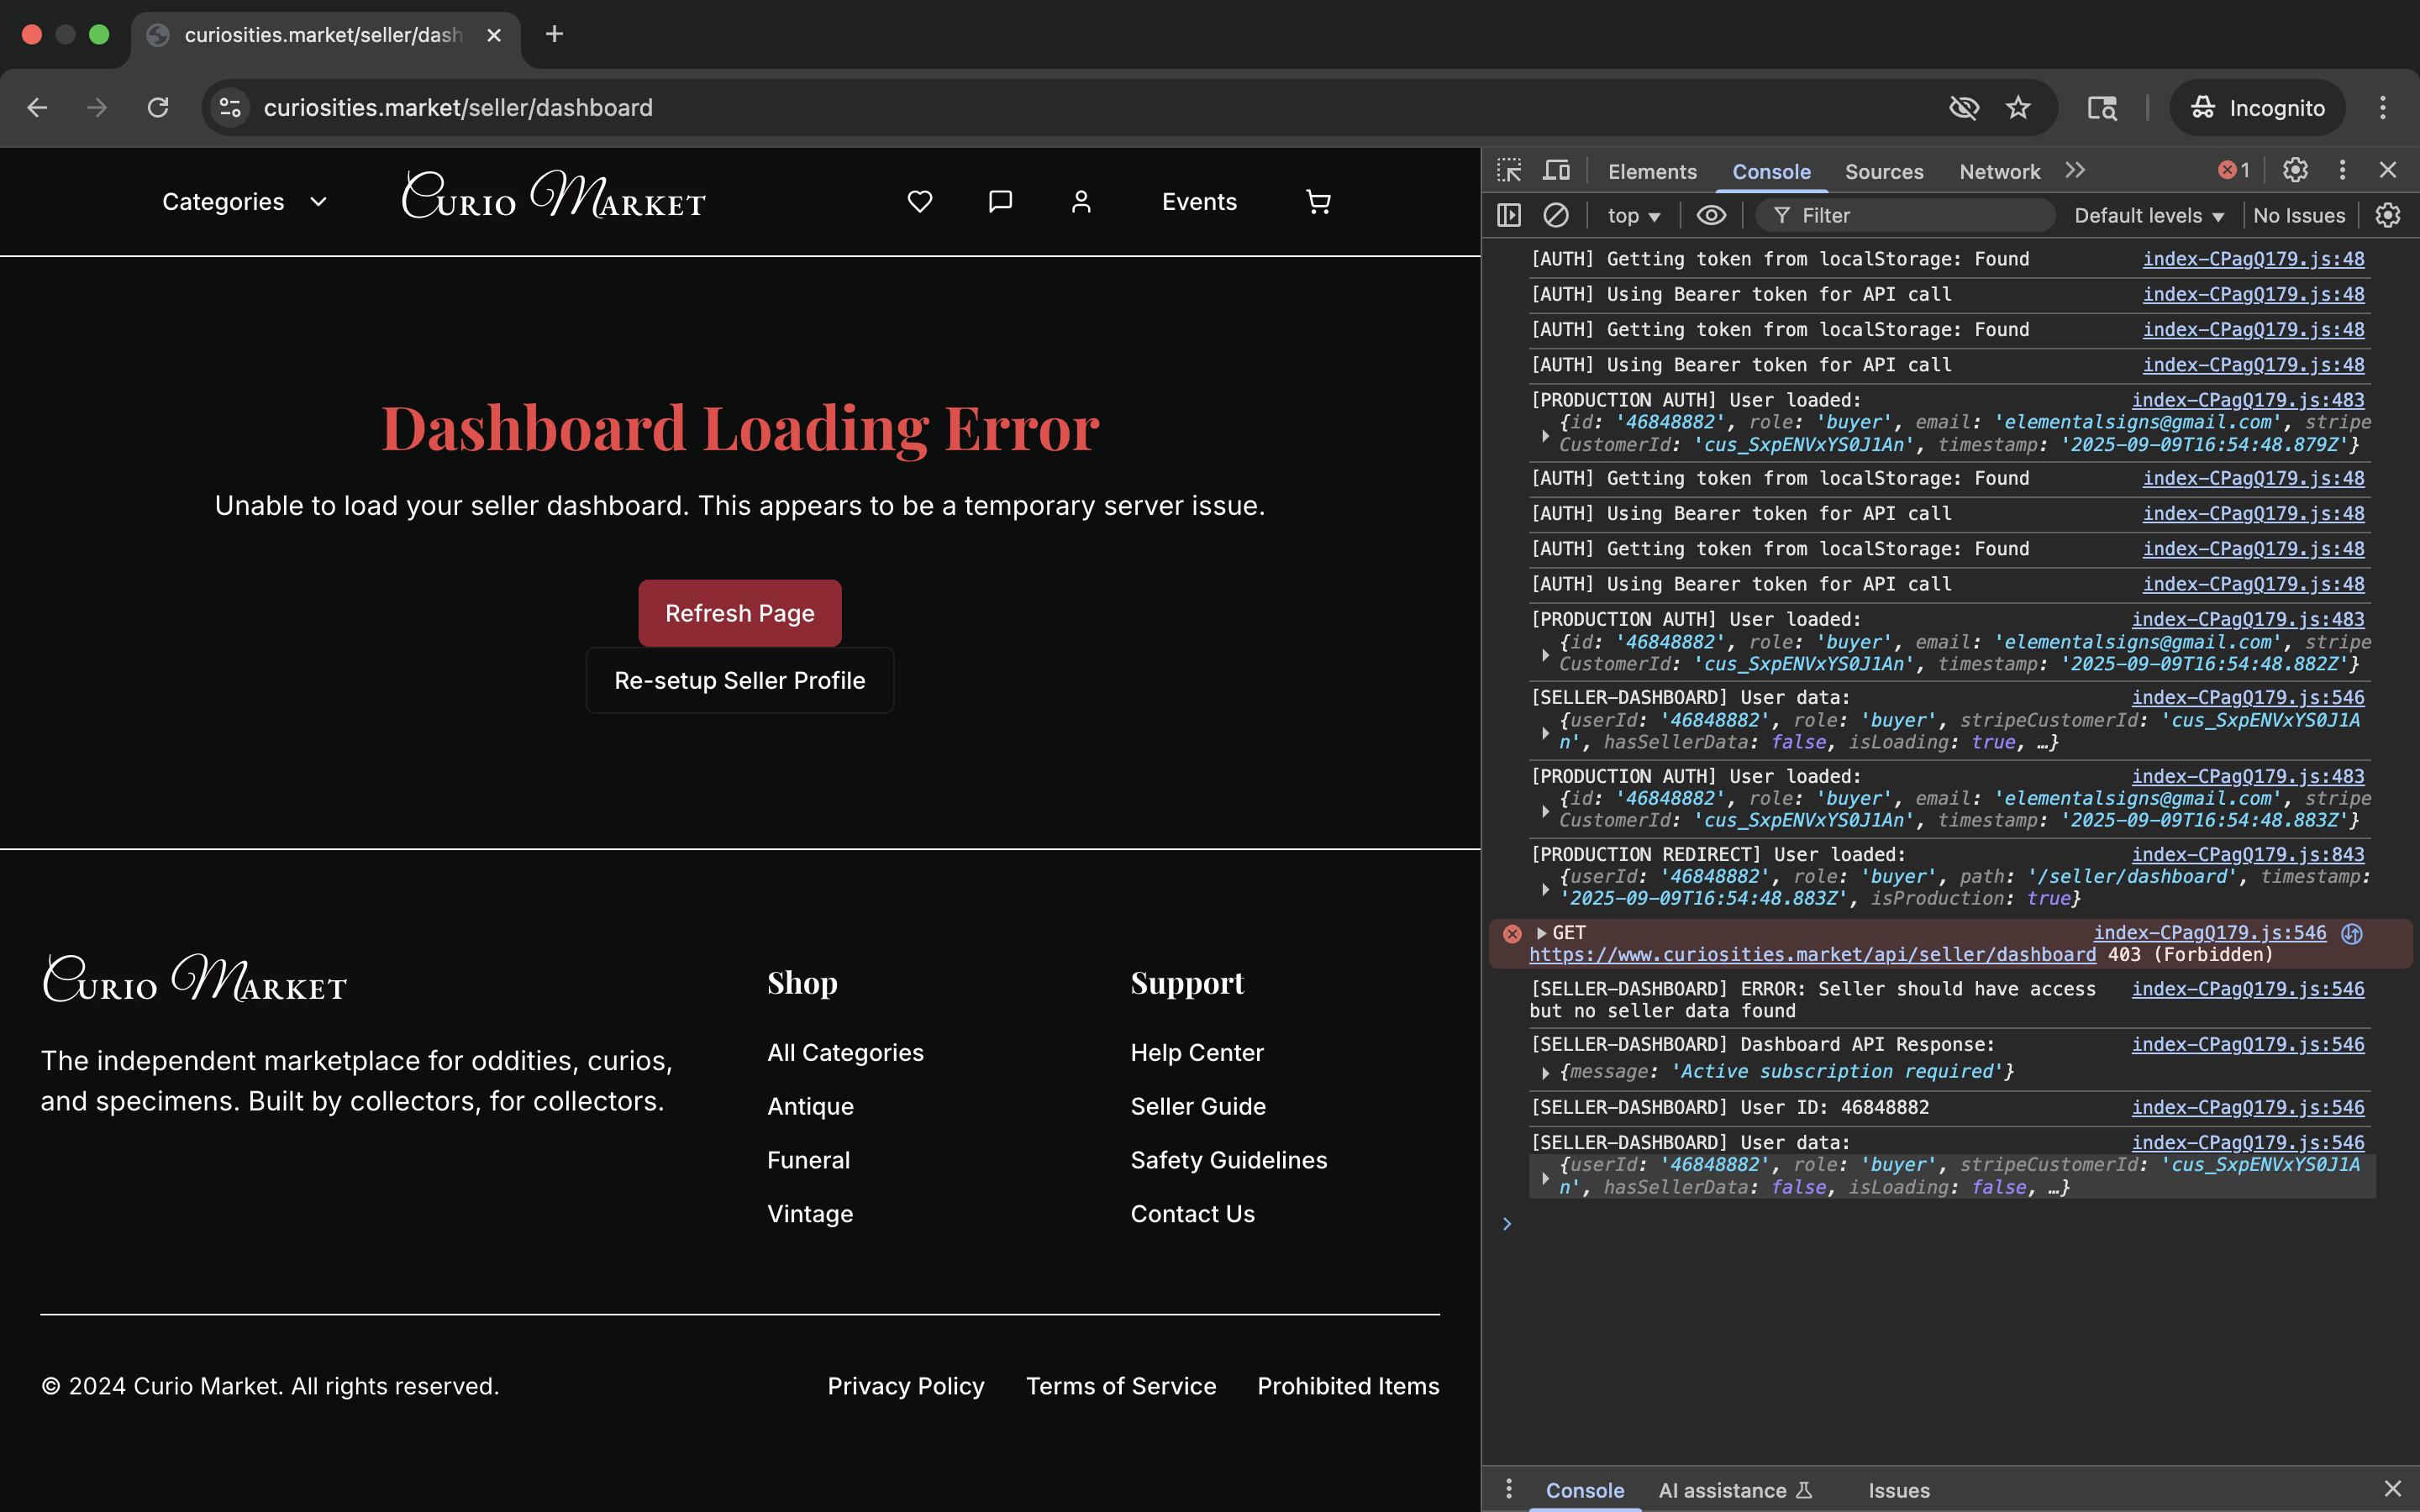 curiosities.market/seller/dash
curiosities.market/seller/dashboard
Incognito
Categories
Curio Market
Events
Dashboard Loading Error
Unable to load your seller dashboard. This appears to be a temporary server issue.
Refresh Page
Re-setup Seller Profile
Curio Market
The independent marketplace for oddities, curios,
and specimens. Built by collectors, for collectors.
Shop
All Categories
Antique
Funeral
Vintage
Support
Help Center
Seller Guide
Safety Guidelines
Contact Us
© 2024 Curio Market. All rights reserved.
Privacy Policy
Terms of Service
Prohibited Items
Elements
Console
Sources
Network
1
top
Filter
Default levels
No Issues
[AUTH] Getting token from localStorage: Found index-CPagQ179.js:48
[AUTH] Using Bearer token for API call index-CPagQ179.js:48
[AUTH] Getting token from localStorage: Found index-CPagQ179.js:48
[AUTH] Using Bearer token for API call index-CPagQ179.js:48
[PRODUCTION AUTH] User loaded: index-CPagQ179.js:483
{id: '46848882', role: 'buyer', email: 'elementalsigns@gmail.com', stripe
CustomerId: 'cus_SxpENVxYS0J1An', timestamp: '2025-09-09T16:54:48.879Z'}
[AUTH] Getting token from localStorage: Found index-CPagQ179.js:48
[AUTH] Using Bearer token for API call index-CPagQ179.js:48
[AUTH] Getting token from localStorage: Found index-CPagQ179.js:48
[AUTH] Using Bearer token for API call index-CPagQ179.js:48
[PRODUCTION AUTH] User loaded: index-CPagQ179.js:483
{id: '46848882', role: 'buyer', email: 'elementalsigns@gmail.com', stripe
CustomerId: 'cus_SxpENVxYS0J1An', timestamp: '2025-09-09T16:54:48.882Z'}
[SELLER-DASHBOARD] User data: index-CPagQ179.js:546
{userId: '46848882', role: 'buyer', stripeCustomerId: 'cus_SxpENVxYS0J1A
n', hasSellerData: false, isLoading: true, …}
[PRODUCTION AUTH] User loaded: index-CPagQ179.js:483
{id: '46848882', role: 'buyer', email: 'elementalsigns@gmail.com', stripe
CustomerId: 'cus_SxpENVxYS0J1An', timestamp: '2025-09-09T16:54:48.883Z'}
[PRODUCTION REDIRECT] User loaded: index-CPagQ179.js:843
{userId: '46848882', role: 'buyer', path: '/seller/dashboard', timestamp:
'2025-09-09T16:54:48.883Z', isProduction: true}
GET index-CPagQ179.js:546
https://www.curiosities.market/api/seller/dashboard 403 (Forbidden)
[SELLER-DASHBOARD] ERROR: Seller should have access index-CPagQ179.js:546
but no seller data found
[SELLER-DASHBOARD] Dashboard API Response: index-CPagQ179.js:546
{message: 'Active subscription required'}
[SELLER-DASHBOARD] User ID: 46848882 index-CPagQ179.js:546
[SELLER-DASHBOARD] User data: index-CPagQ179.js:546
{userId: '46848882', role: 'buyer', stripeCustomerId: 'cus_SxpENVxYS0J1A
n', hasSellerData: false, isLoading: false, …}
Console
AI assistance
Issues